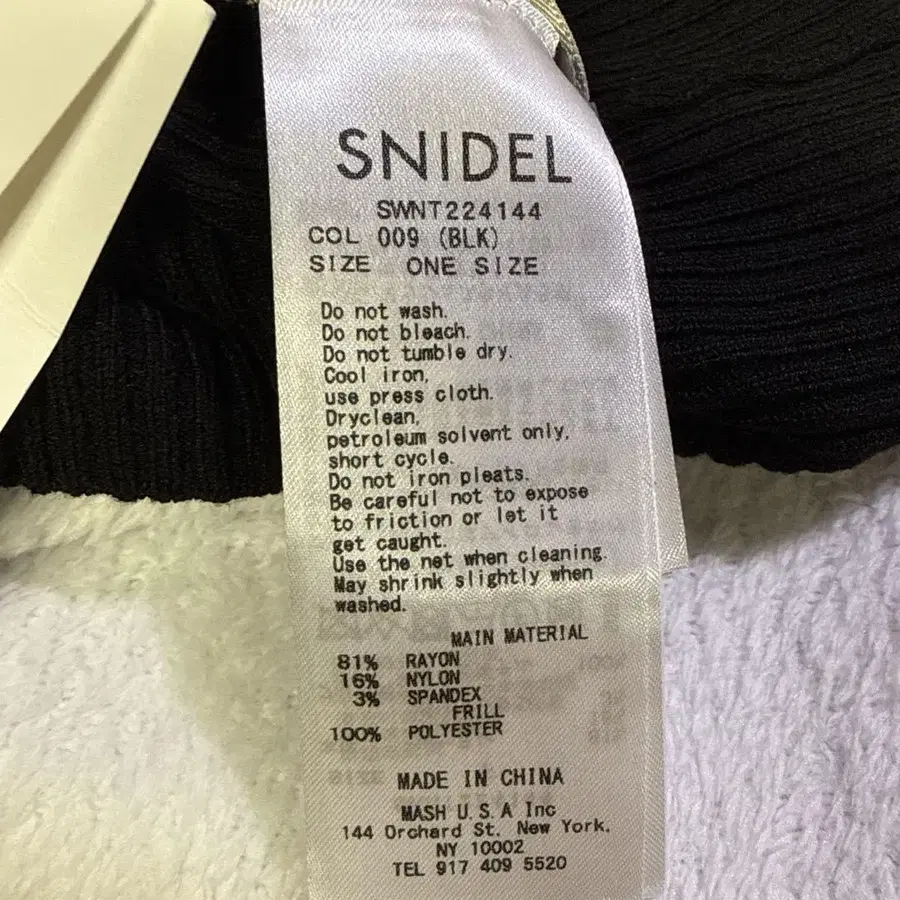 SNIDEL
SWNT224144
COL 009 (BLK)
SIZE ONE SIZE
Do not wash.
Do not bleach.
Do not tumble dry.
Cool iron,
use press cloth.
Dryclean,
petroleum solvent only,
short cycle.
Do not iron pleats.
Be careful not to expose
to friction or let it
get caught.
Use the net when cleaning.
May shrink slightly when
washed.
MAIN MATERIAL
81% RAYON
16% NYLON
3% SPANDEX
FRILL
100% POLYESTER
MADE IN CHINA
MASH U.S.A Inc
144 Orchard St. New York,
NY 10002
TEL 917 409 5520